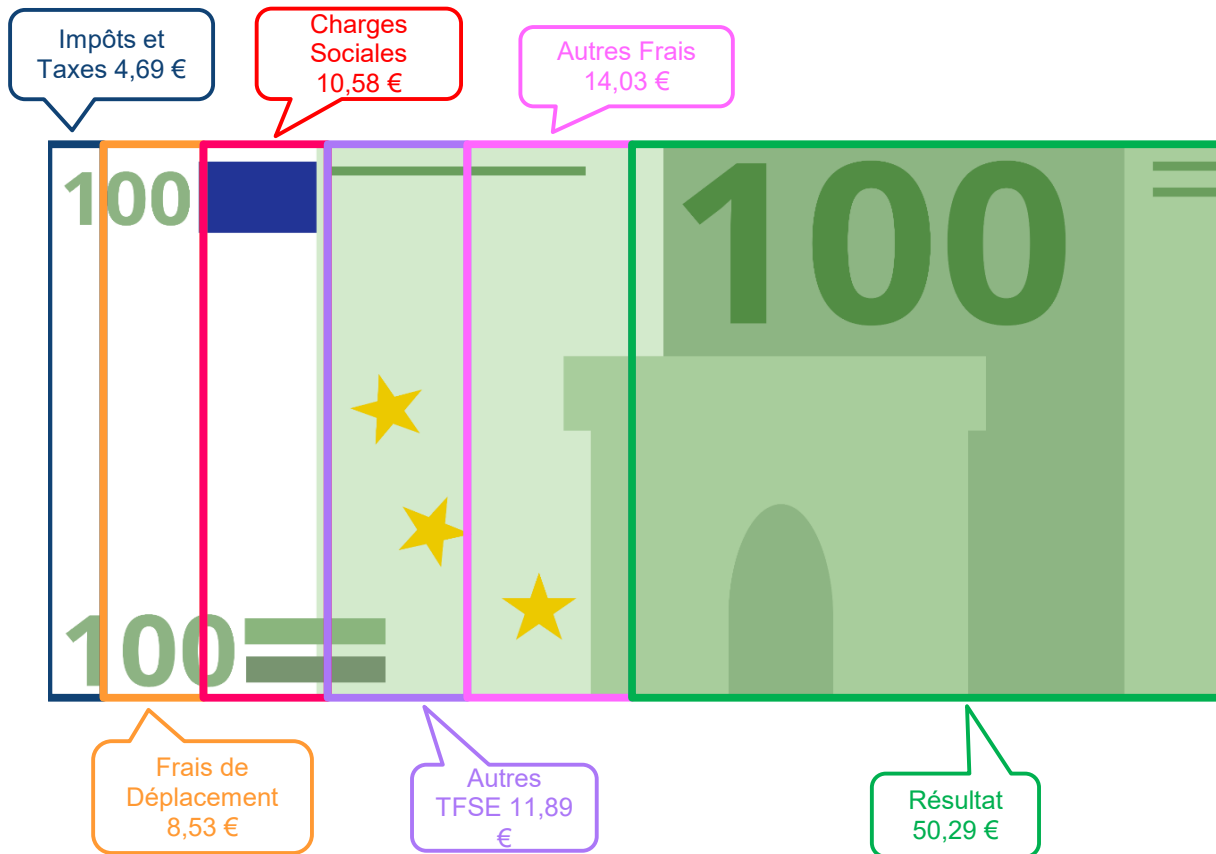 Impôts et
Taxes 4,69 €
Charges
Sociales
10,58 €
Autres Frais
14,03 €
100
100
100
Frais de
Déplacement
8,53 €
Autres
TFSE 11,89
€
Résultat
50,29 €